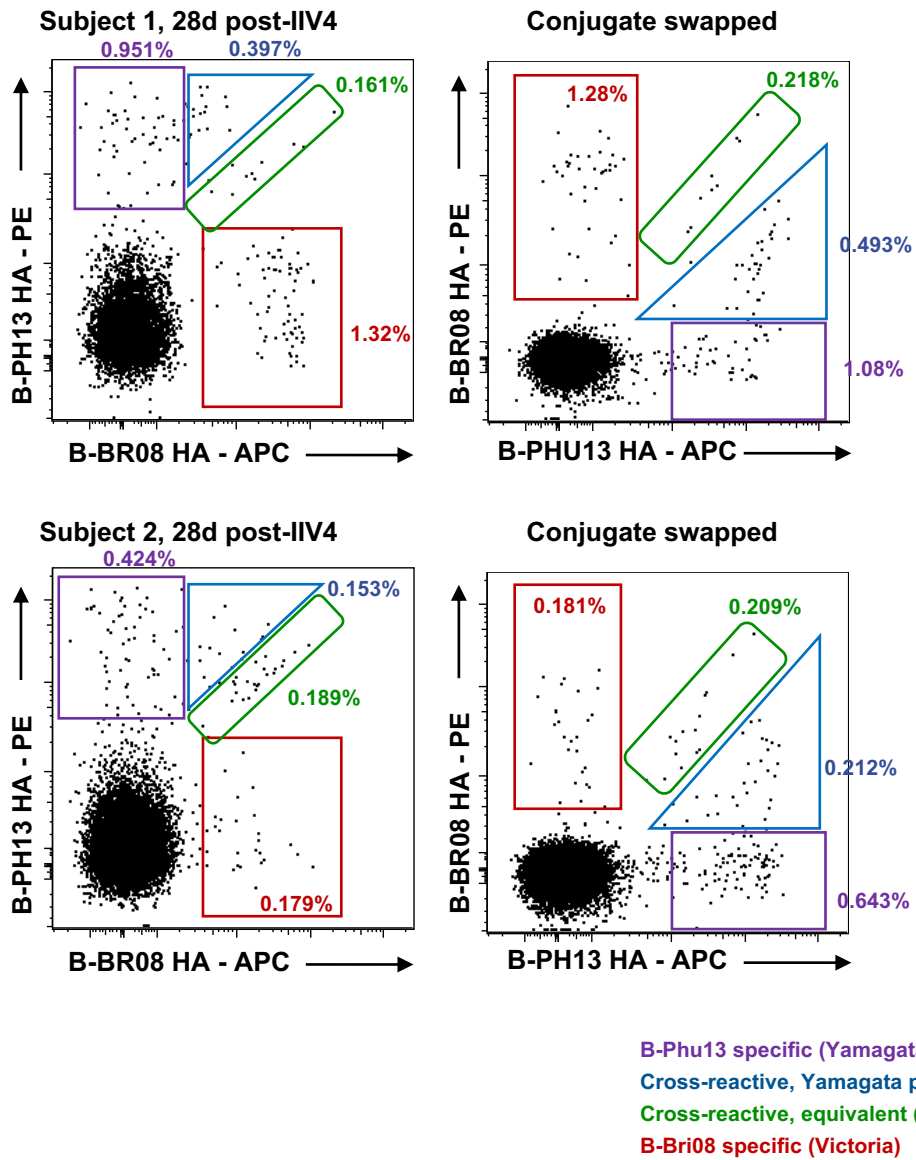 Subject 1, 28d post-IIV4
0.951%
0.397%
0.161%
1.32%
B-PH13 HA - PE
B-BR08 HA - APC
Conjugate swapped
1.28%
0.218%
0.493%
1.08%
B-BR08 HA - PE
B-PHU13 HA - APC
Subject 2, 28d post-IIV4
0.424%
0.153%
0.189%
0.179%
B-PH13 HA - PE
B-BR08 HA - APC
Conjugate swapped
0.181%
0.209%
0.212%
0.643%
B-BR08 HA - PE
B-PH13 HA - APC
B-Phu13 specific (Yamagata
Cross-reactive, Yamagata p
Cross-reactive, equivalent (
B-Bri08 specific (Victoria)